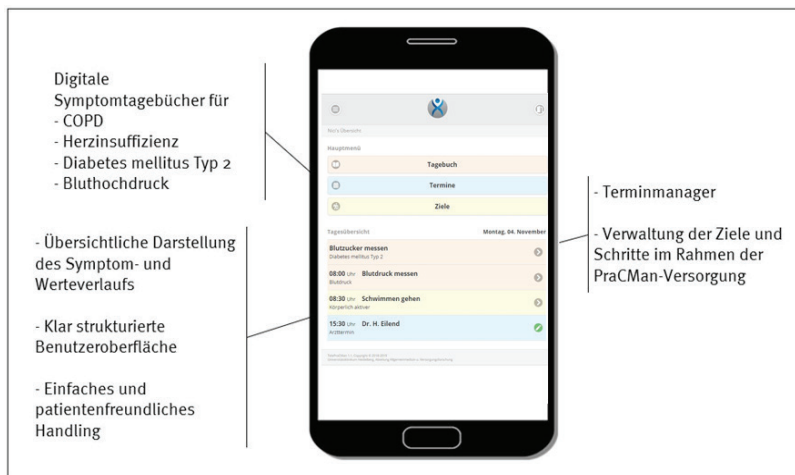 Digitale
Symptomtagebücher für
- COPD
- Herzinsuffizienz
- Diabetes mellitus Typ 2
- Bluthochdruck
- Übersichtliche Darstellung
des Symptom- und
Werteverlaufs
- Klar strukturierte
Benutzeroberfläche
- Einfaches und
patientenfreundliches
Handling
Hauptmenü
Tagebuch
Termine
Ziele
Tagesübersicht Montag, 04. November
Blutzucker messen
Diabetes mellitus Typ 2
08:00 Uhr Blutdruck messen
Blutdruck
08:30 Uhr Schwimmen gehen
Körperlich aktiver
15:30 Uhr Dr. H. Eilend
Arzttermin
- Terminmanager
- Verwaltung der Ziele und
Schritte im Rahmen der
PraCMan-Versorgung